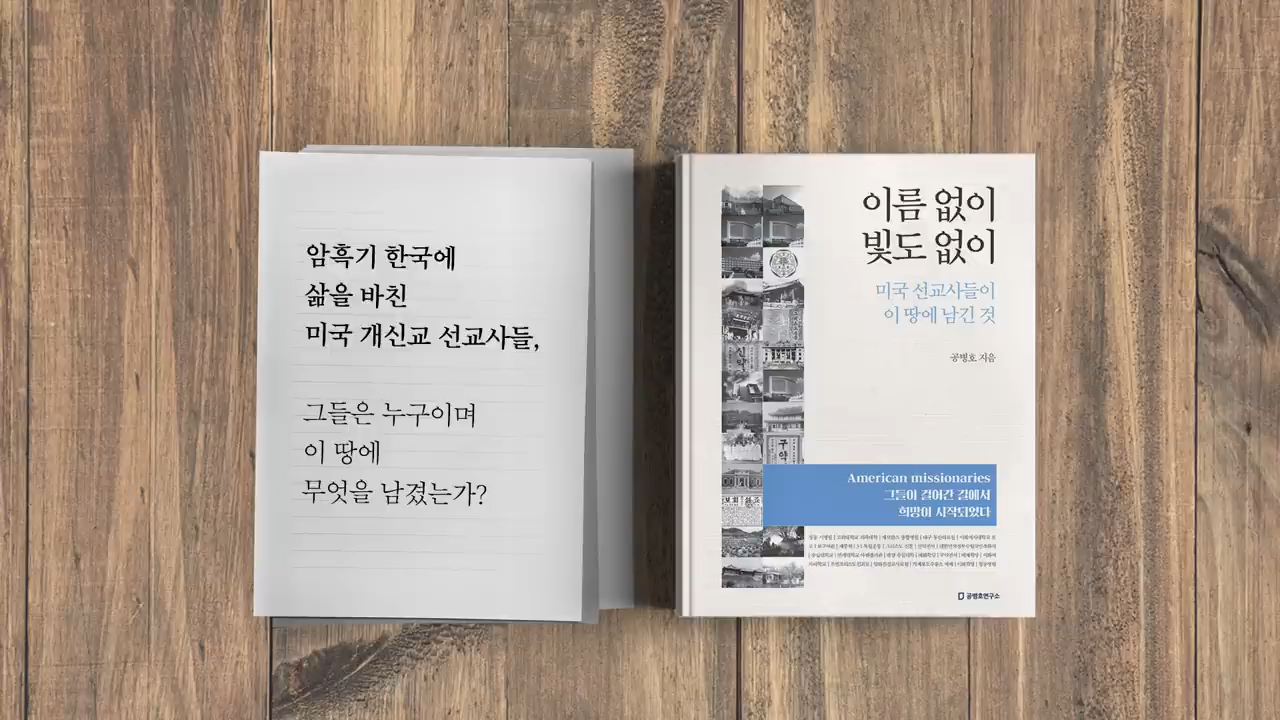 암흑기 한국에
삶을 바친
미국 개신교 선교사들,
그들은 누구이며
이 땅에
무엇을 남겼는가?
이름 없이
빛도 없이
미국 선교사들이
이 땅에 남긴 것
공병호 지음
구약
American missionaries
그들이 걸어간 길에서
희망이 시작되었다
공병호연구소